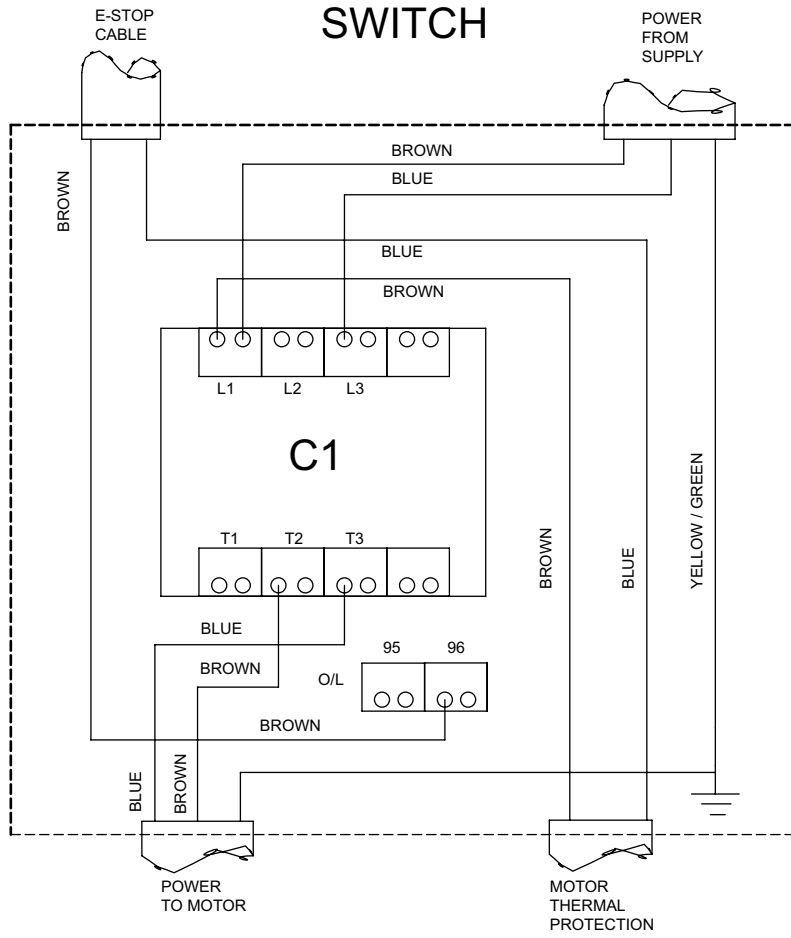 E-STOP
CABLE
SWITCH
POWER
FROM
SUPPLY
BROWN
BLUE
BROWN
BLUE
BROWN
L1
L2
L3
C1
T1
T2
T3
BROWN
BLUE
YELLOW / GREEN
BLUE
BROWN
O/L
95
96
BROWN
BLUE
BROWN
POWER
TO MOTOR
MOTOR
THERMAL
PROTECTION